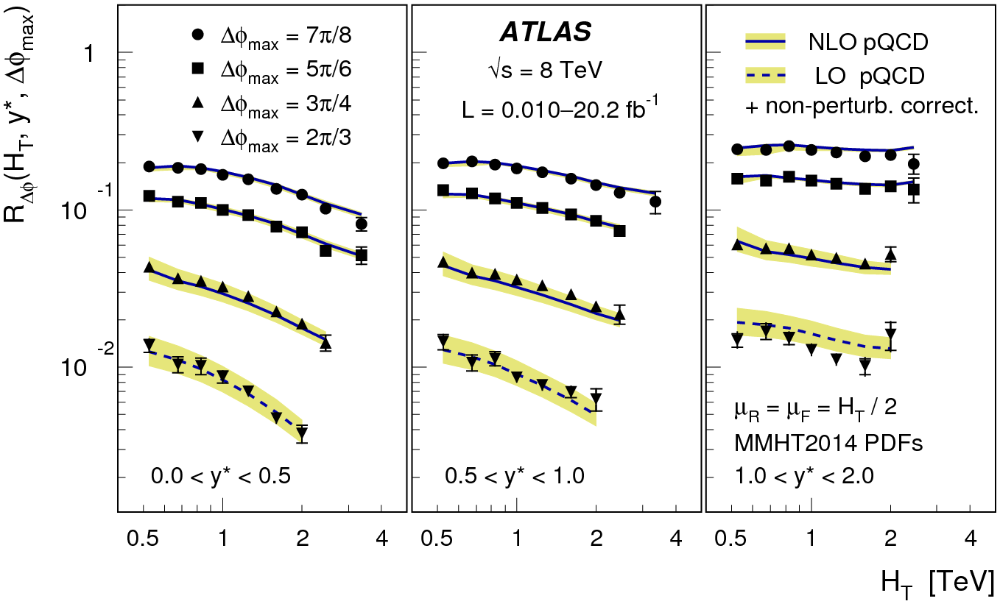 R_Δϕ(H_T, y*, Δϕ_max)
1
10^-1
10^-2
Δϕ_max = 7π/8
Δϕ_max = 5π/6
Δϕ_max = 3π/4
Δϕ_max = 2π/3
0.0 < y* < 0.5
ATLAS
√s = 8 TeV
L = 0.010–20.2 fb^-1
0.5 < y* < 1.0
NLO pQCD
LO pQCD
+ non-perturb. correct.
μ_R = μ_F = H_T / 2
MMHT2014 PDFs
1.0 < y* < 2.0
0.5 1 2 4 0.5 1 2 4 0.5 1 2 4
H_T [TeV]